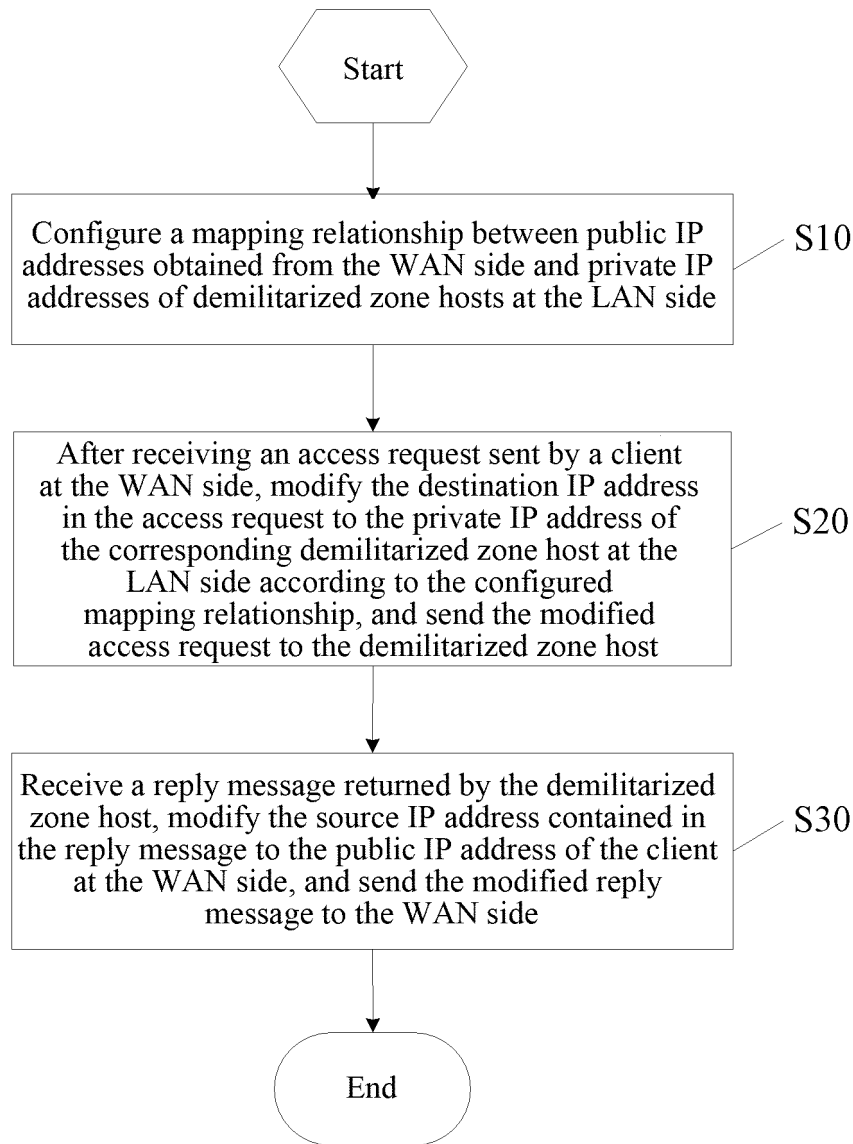 Start
Configure a mapping relationship between public IP
addresses obtained from the WAN side and private IP
addresses of demilitarized zone hosts at the LAN side
S10
After receiving an access request sent by a client
at the WAN side, modify the destination IP address
in the access request to the private IP address of
the corresponding demilitarized zone host at the
LAN side according to the configured
mapping relationship, and send the modified
access request to the demilitarized zone host
S20
Receive a reply message returned by the demilitarized
zone host, modify the source IP address contained in
the reply message to the public IP address of the client
at the WAN side, and send the modified reply
message to the WAN side
S30
End